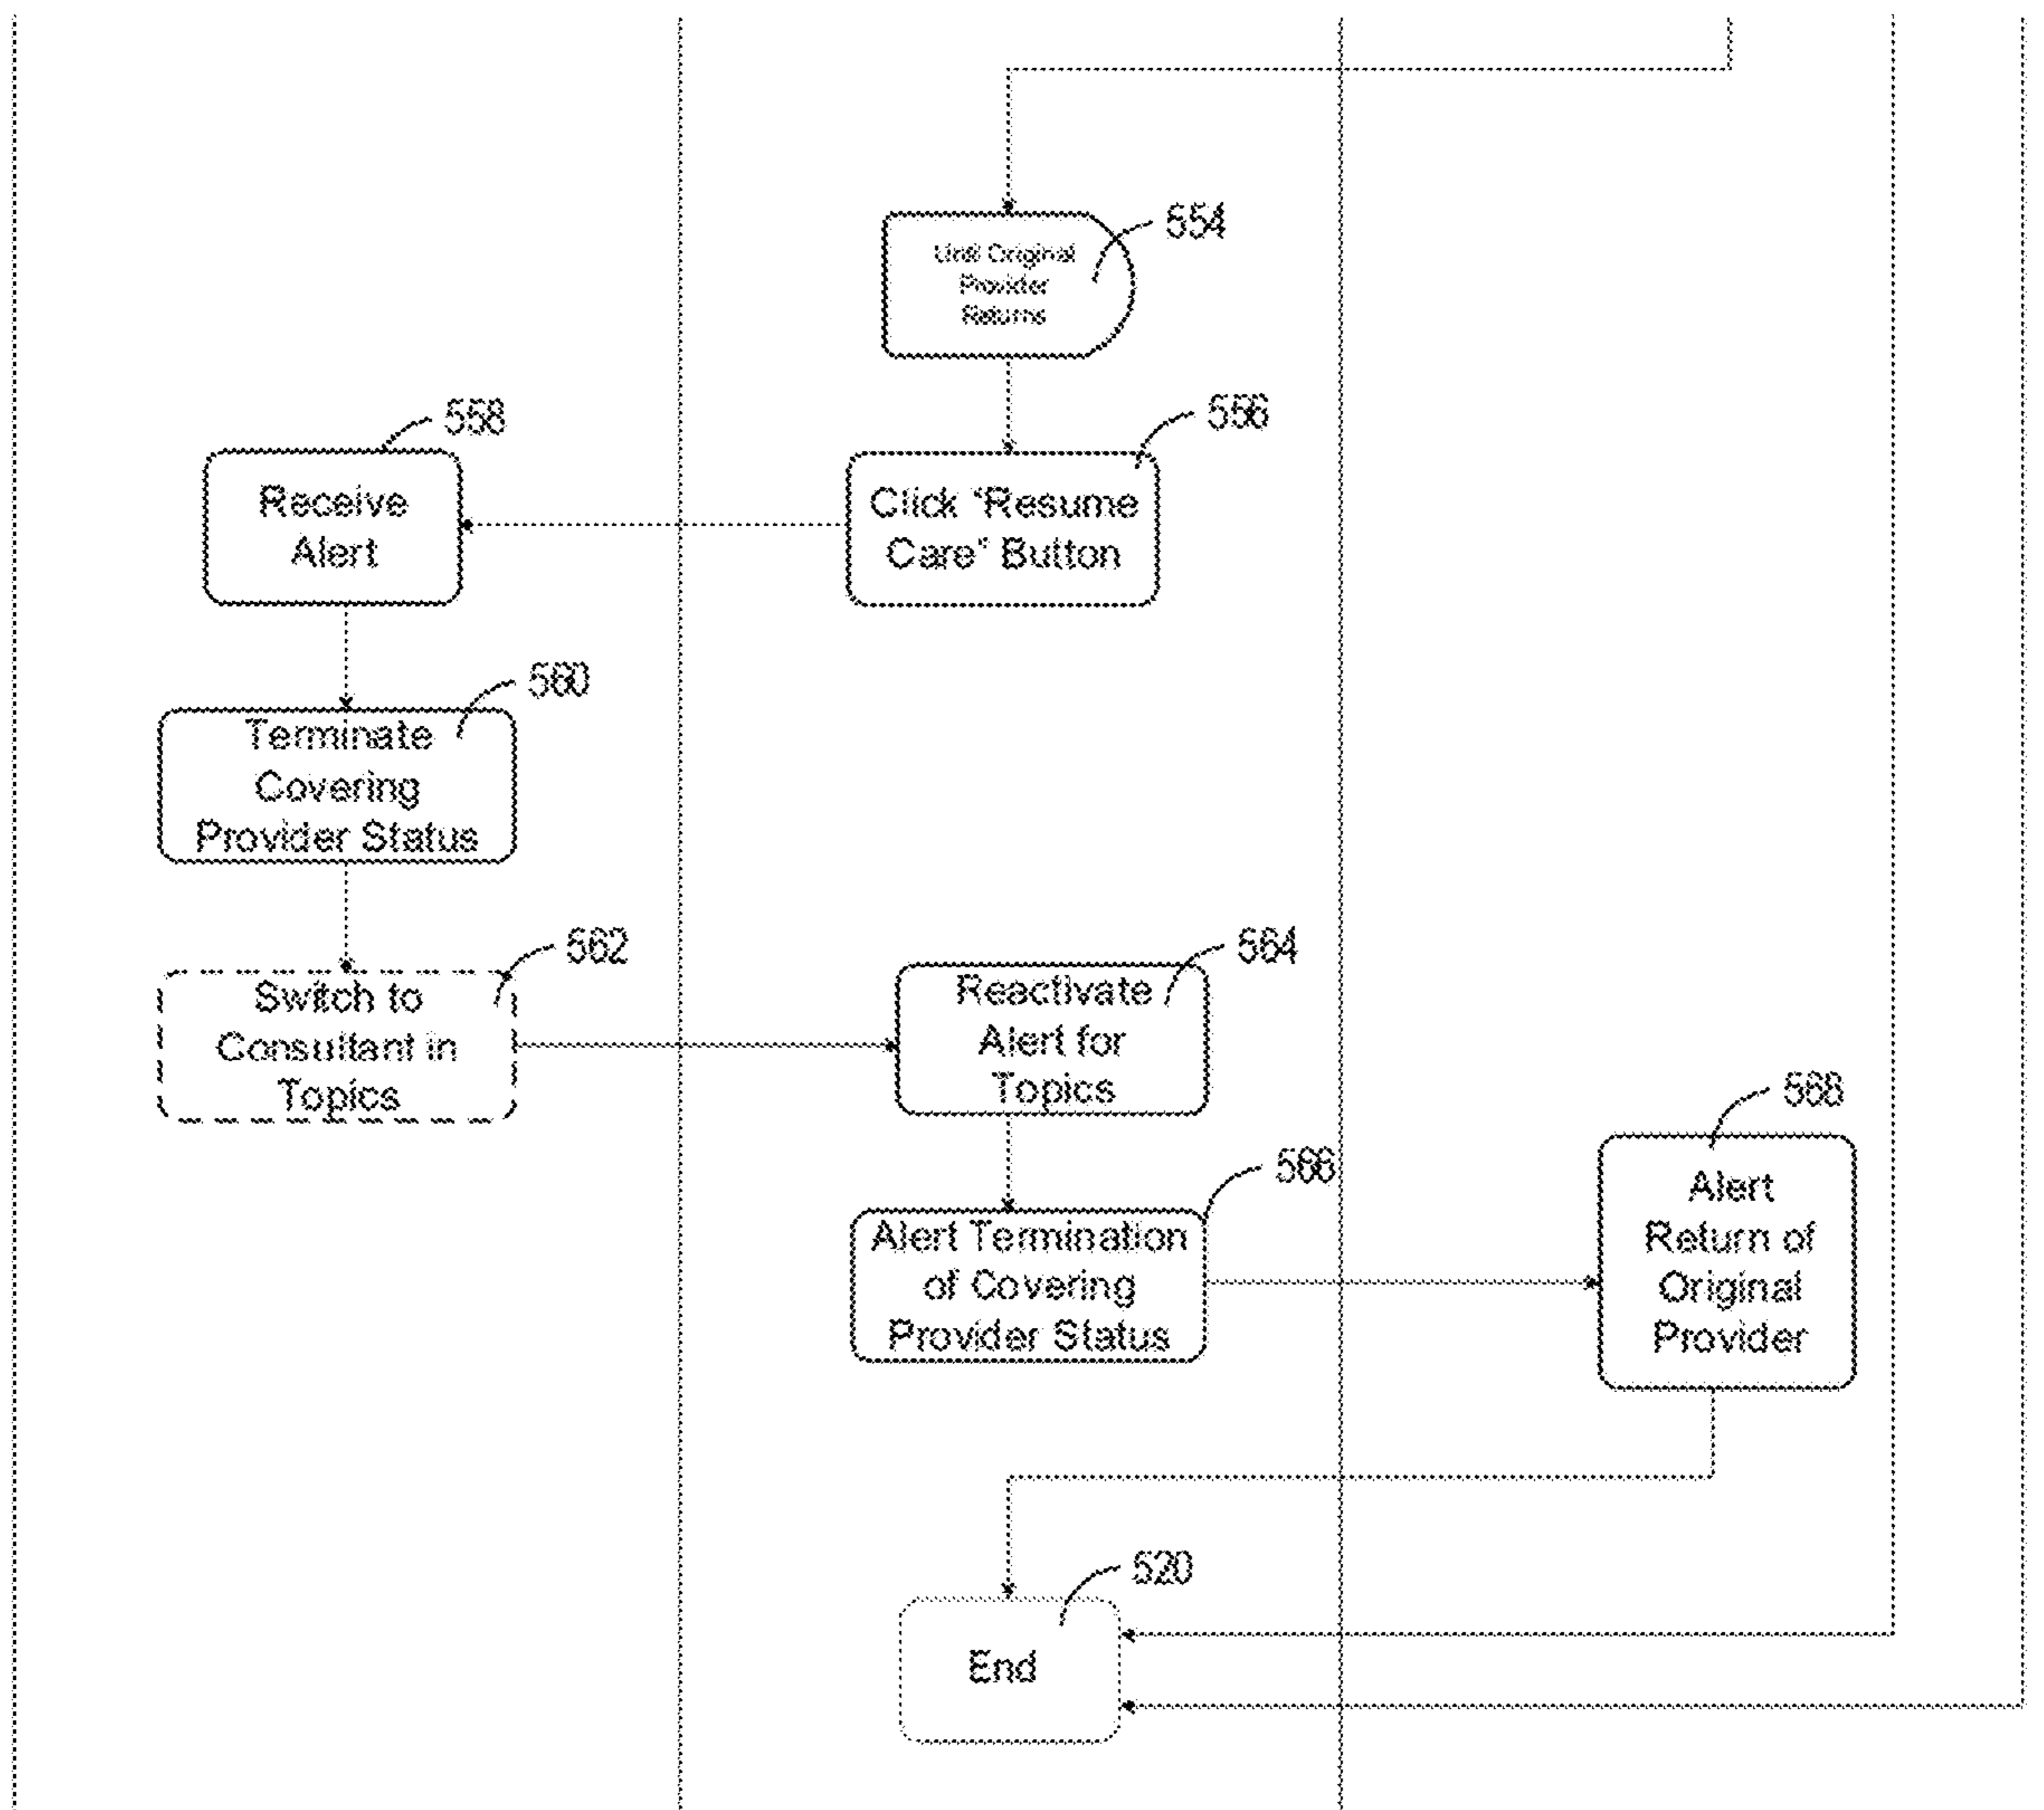 554
Until Original
Provider
Returns
558
Receive
Alert
556
Click "Resume
Care" Button
560
Terminate
Covering
Provider Status
562
Switch to
Consultant in
Topics
564
Reactivate
Alert for
Topics
566
Alert Termination
of Covering
Provider Status
568
Alert
Return of
Original
Provider
520
End